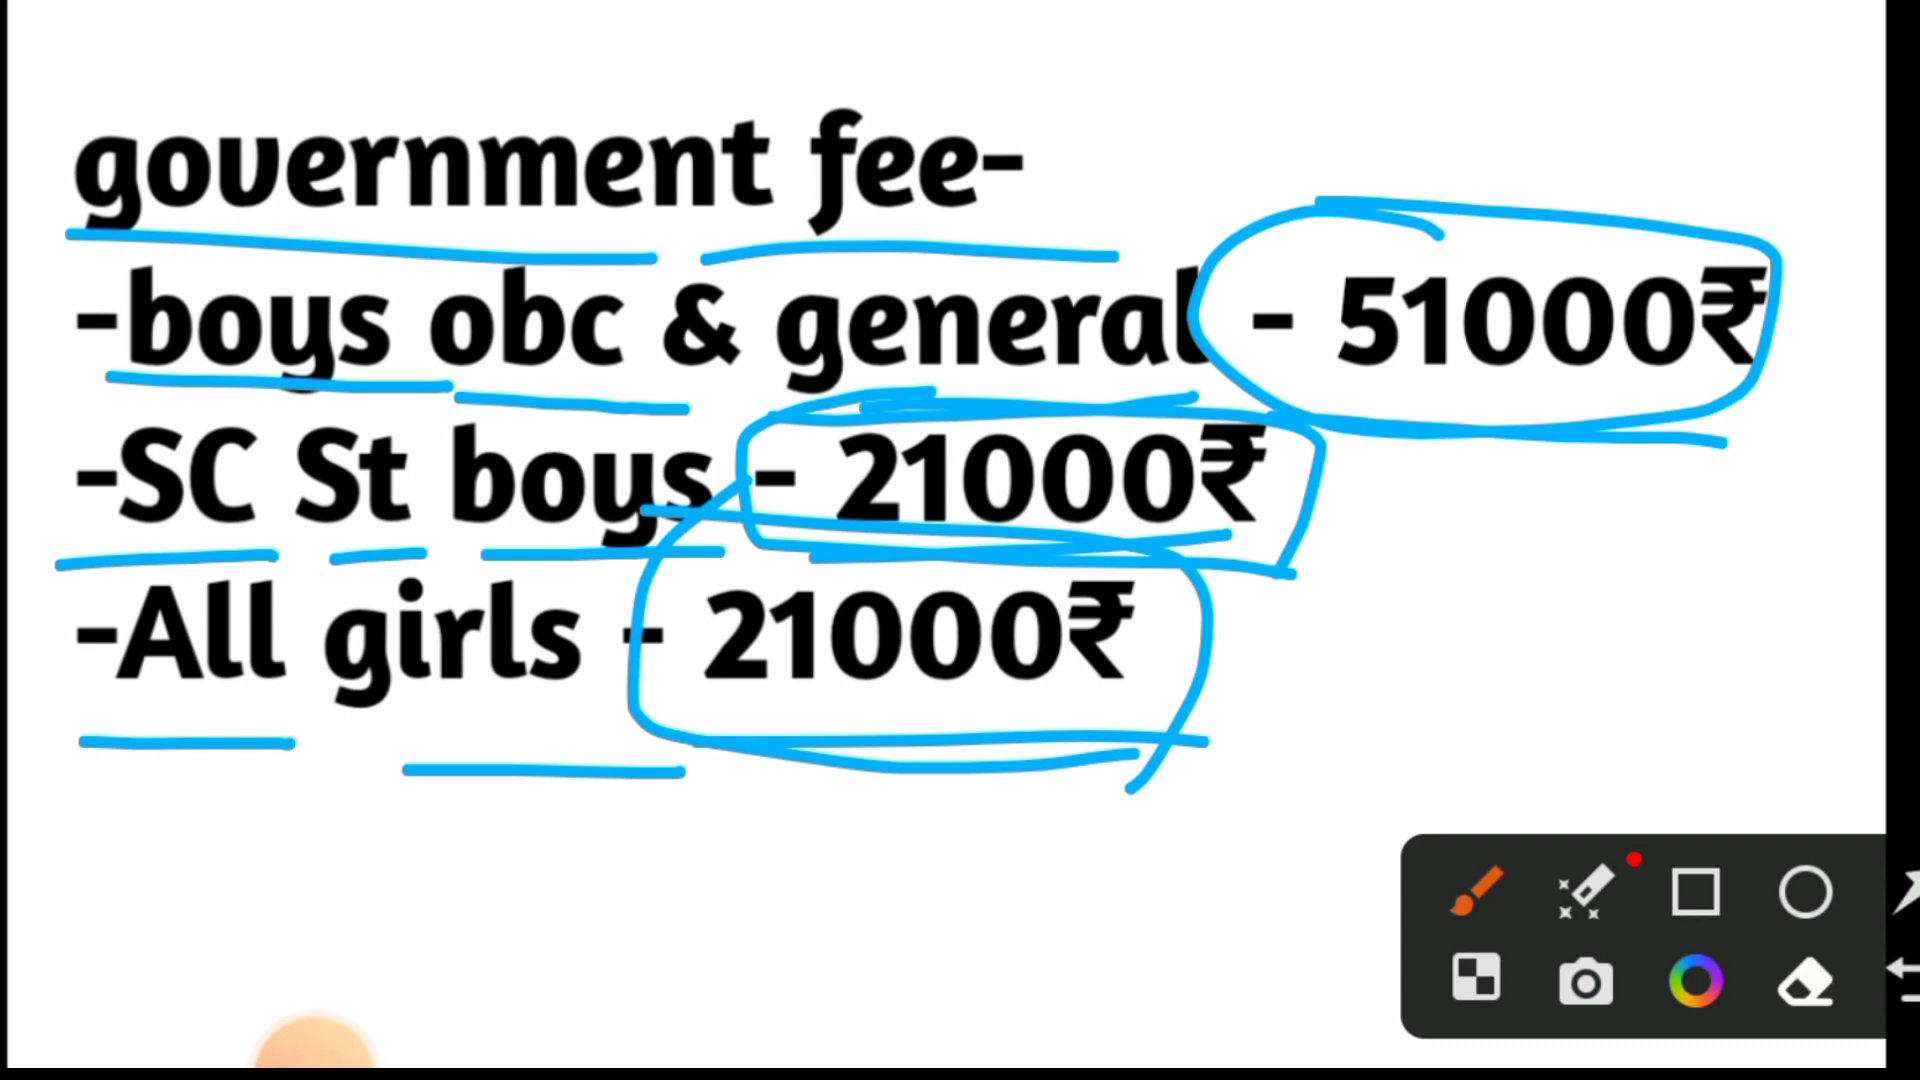 government fee-
-boys obc & general - 51000₹
-SC St boys - 21000₹
-All girls - 21000₹